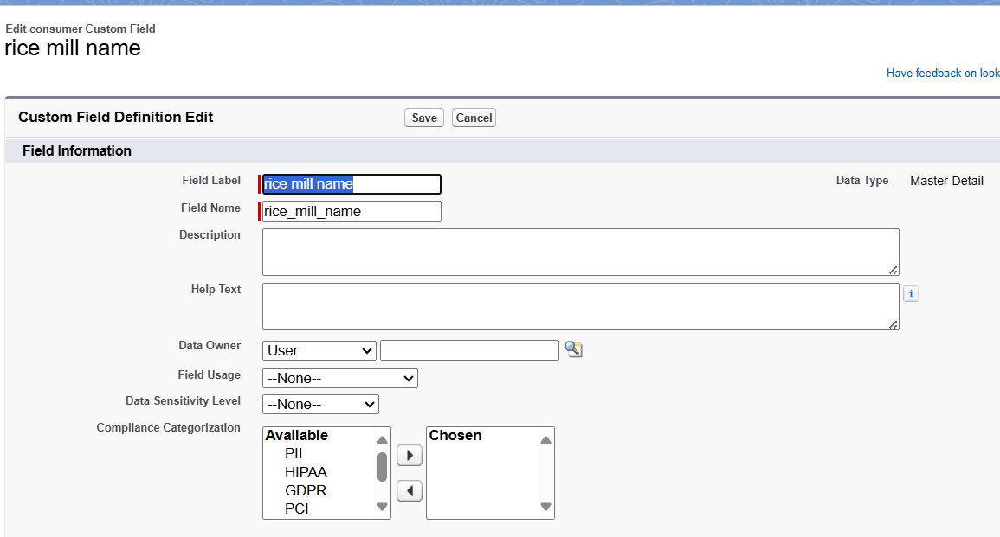 Edit consumer Custom Field
rice mill name
Have feedback on look
Custom Field Definition Edit
Save
Cancel
Field Information
Field Label
rice mill name
Data Type
Master-Detail
Field Name
rice_mill_name
Description
Help Text
i
Data Owner
User
Field Usage
--None--
Data Sensitivity Level
--None--
Compliance Categorization
Available
PII
HIPAA
GDPR
PCI
Chosen